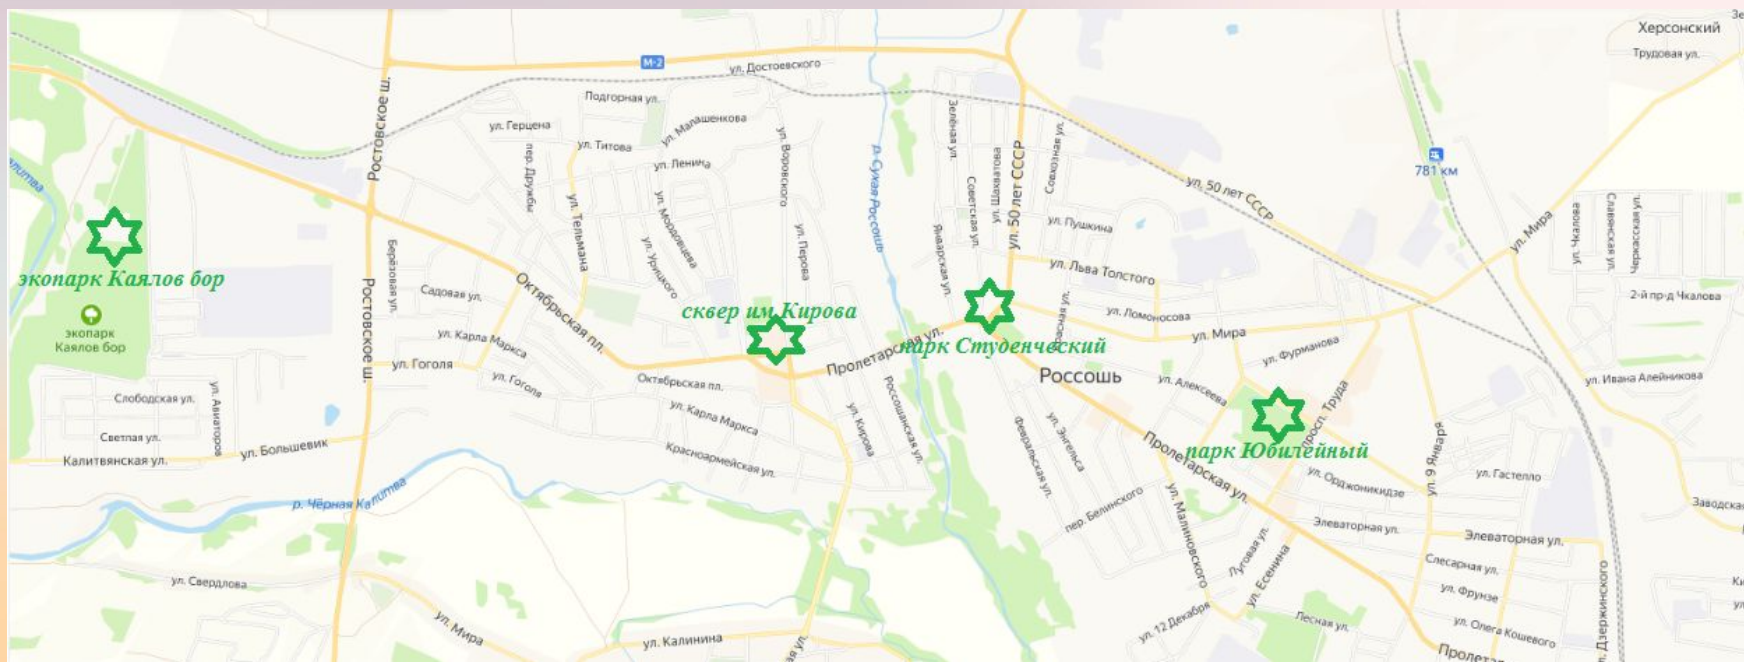 Херсонский
Трудовая ул.
М-2
ул. Достоевского
Ростовское ш.
Подгорная ул.
ул. Герцена
ул. Малашенкова
ул. Титова
пер. Дружбы
ул. Ленина
ул. Воровского
р. Сухая Россошь
Зелёная ул.
ул. Шахматова
Совхозная ул.
ул. 50 лет СССР
781 км
ул. 50 лет СССР
Советская ул.
ул. Пушкина
Январская ул.
ул. Тельмана
ул. Мордовцева
ул. Урицкого
ул. Перова
ул. Мира
ул. Чкалова
Славянская ул.
Черкасская ул.
экопарк Каялов бор
Берёзовая ул.
Садовая ул.
Октябрьская пл.
ул. Льва Толстого
2-й пр-д Чкалова
Ростовское ш.
экопарк
Каялов бор
ул. Карла Маркса
сквер им Кирова
Пролетарская ул.
парк Студенческий
Красная ул.
ул. Ломоносова
ул. Мира
ул. Фурманова
ул. Гоголя
ул. Гоголя
Октябрьская пл.
Россошь
ул. Алексеева
ул. Ивана Алейникова
Слободская ул.
ул. Авиаторов
Светлая ул.
Калитвянская ул.
ул. Большевик
ул. Карла Маркса
Красноармейская ул.
ул. Кирова
Россошанская ул.
Февральская ул.
ул. Энгельса
просп. Труда
парк Юбилейный
Пролетарская ул.
ул. 9 Января
ул. Гастелло
ул. Орджоникидзе
р. Чёрная Калитва
пер. Белинского
ул. Малиновского
Элеваторная ул.
Элеваторная ул.
Луговая ул.
ул. Есенина
Слесарная ул.
ул. Фрунзе
ул. Свердлова
ул. Мира
ул. Калинина
ул. 12 Декабря
Лесная ул.
ул. Олега Кошевого
ул. Дзержинского